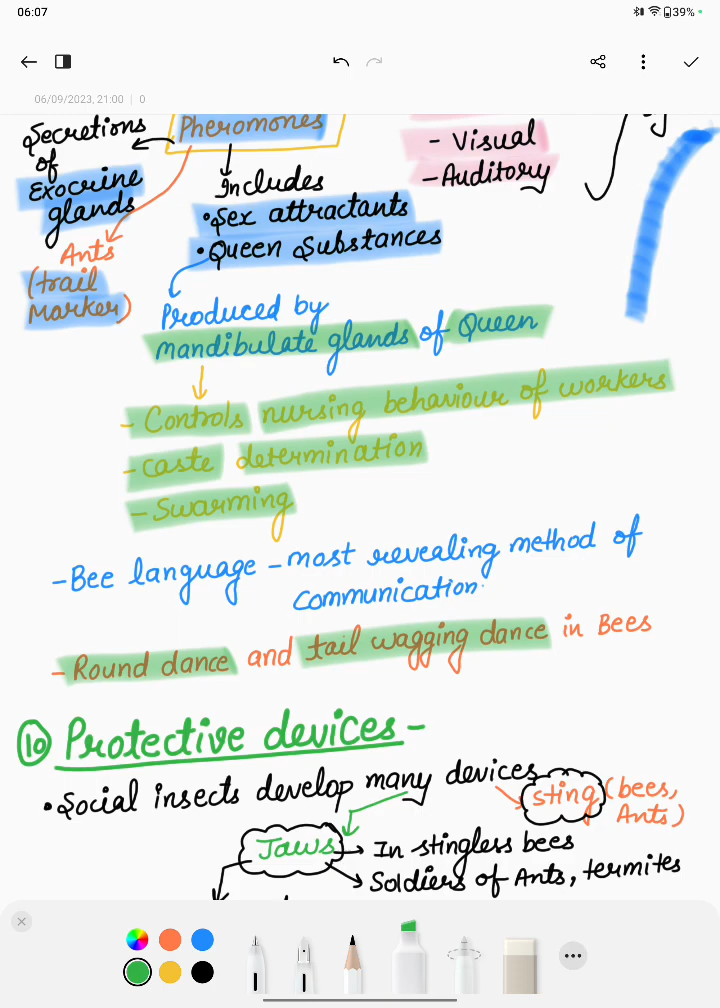 06:07
39%
06/09/2023, 21:00 | 0
Secretions
of
Exocrine
glands
Pheromones
- Visual
- Auditory
Includes
• Sex attractants
• Queen Substances
Ants
(trail
Marker)
Produced by
mandibulate glands of Queen
- Controls nursing behaviour of workers
- caste determination
- Swarming
- Bee language - most revealing method of
communication.
- Round dance and tail wagging dance in Bees
10 Protective devices -
• Social insects develop many devices
sting (bees,
Ants)
Jaws
In stingless bees
Soldiers of Ants, termites